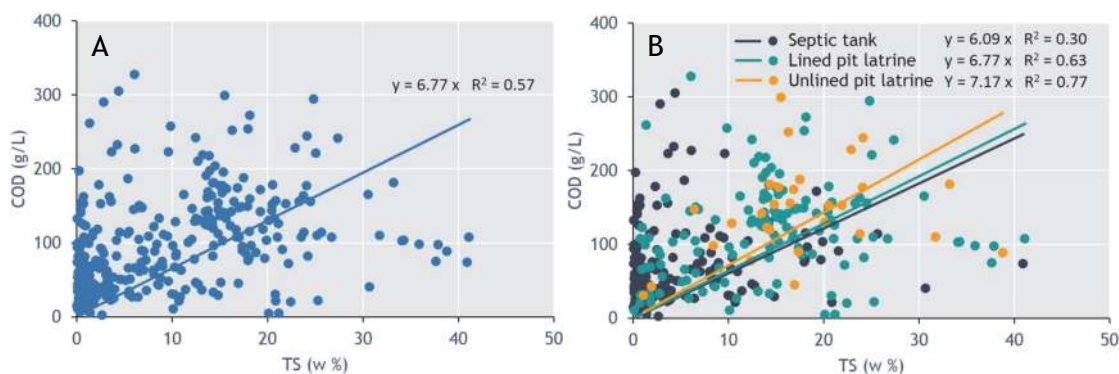 A
400
300
200
100
0
COD (g/L)
y = 6.77 x R² = 0.57
0 10 20 30 40 50
TS (w %)
B
400
300
200
100
0
COD (g/L)
Septic tank y = 6.09 x R² = 0.30
Lined pit latrine y = 6.77 x R² = 0.63
Unlined pit latrine Y = 7.17 x R² = 0.77
0 10 20 30 40 50
TS (w %)